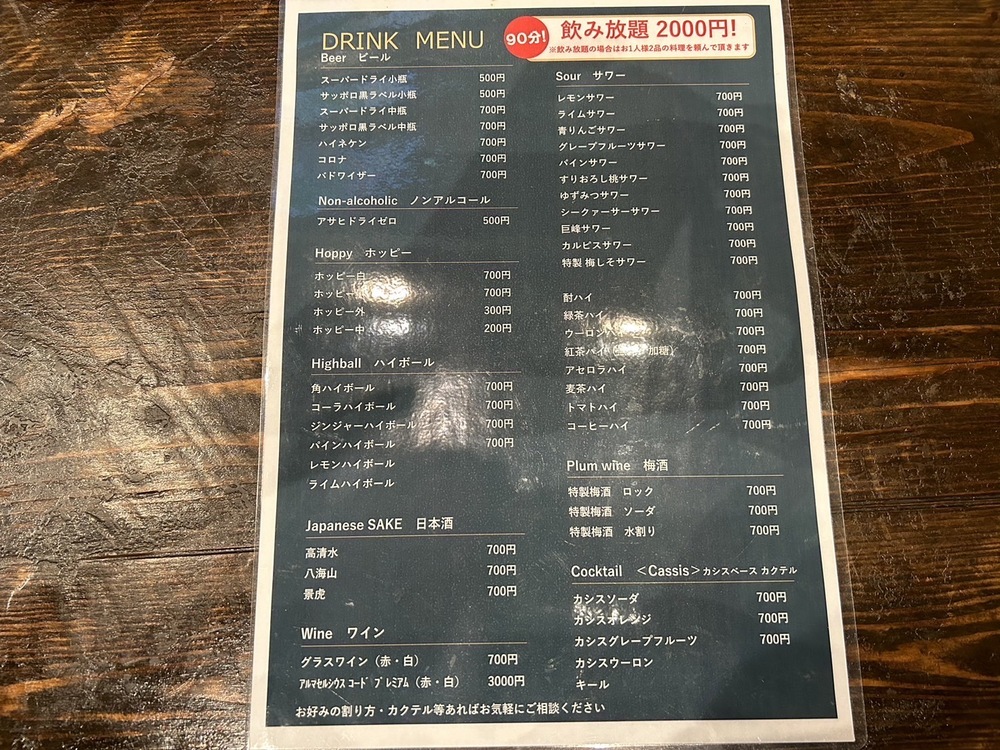 DRINK MENU
90分!
飲み放題 2000円!
※飲み放題の場合はお1人様2品の料理を頼んで頂きます
Beer ビール
スーパードライ小瓶 500円
サッポロ黒ラベル小瓶 500円
スーパードライ中瓶 700円
サッポロ黒ラベル中瓶 700円
ハイネケン 700円
コロナ 700円
バドワイザー 700円
Non-alcoholic ノンアルコール
アサヒドライゼロ 500円
Hoppy ホッピー
ホッピー白 700円
ホッピー 700円
ホッピー外 300円
ホッピー中 200円
Highball ハイボール
角ハイボール 700円
コーラハイボール 700円
ジンジャーハイボール 700円
パインハイボール 700円
レモンハイボール
ライムハイボール
Japanese SAKE 日本酒
高清水 700円
八海山 700円
景虎 700円
Wine ワイン
グラスワイン（赤・白） 700円
ｱﾙﾏｾﾙｼｳｽ ｺｰﾄﾞ ﾌﾟﾚﾐｱﾑ（赤・白） 3000円
Sour サワー
レモンサワー 700円
ライムサワー 700円
青りんごサワー 700円
グレープフルーツサワー 700円
パインサワー 700円
すりおろし桃サワー 700円
ゆずみつサワー 700円
シークァーサーサワー 700円
巨峰サワー 700円
カルピスサワー 700円
特製 梅しそサワー 700円
酎ハイ 700円
緑茶ハイ 700円
ウーロン 700円
紅茶ハイ 加糖） 700円
アセロラハイ 700円
麦茶ハイ 700円
トマトハイ 700円
コーヒーハイ 700円
Plum wine 梅酒
特製梅酒 ロック 700円
特製梅酒 ソーダ 700円
特製梅酒 水割り 700円
Cocktail ＜Cassis＞カシスベース カクテル
カシスソーダ 700円
カシスオレンジ 700円
カシスグレープフルーツ 700円
カシスウーロン
キール
お好みの割り方・カクテル等あればお気軽にご相談ください